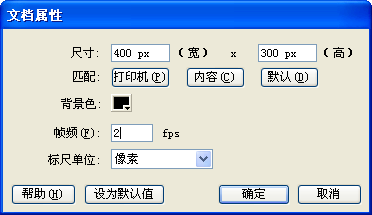 文档属性
尺寸: 400 px （宽） x 300 px （高）
匹配: 打印机(P) 内容(C) 默认(D)
背景色:
帧频(F): 2 fps
标尺单位: 像素
帮助(H) 设为默认值 确定 取消